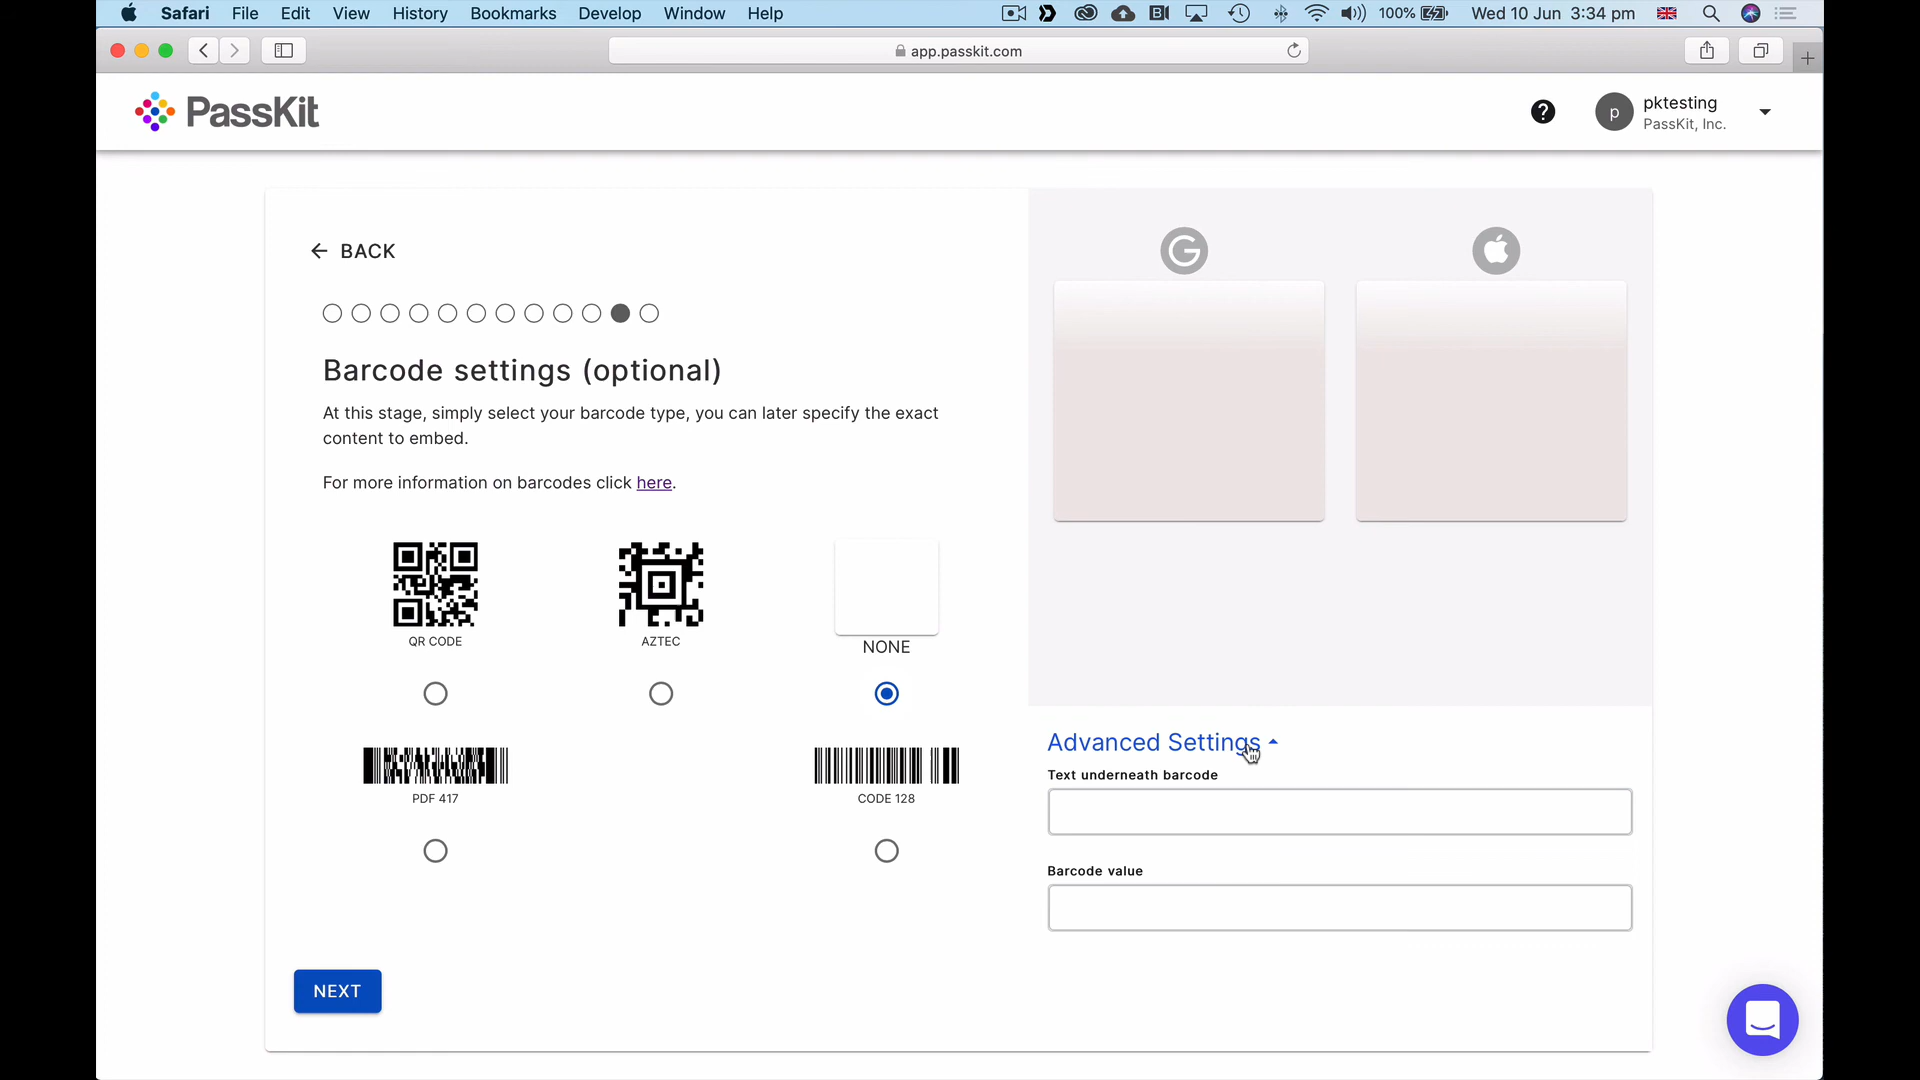 Safari File Edit View History Bookmarks Develop Window Help 100% Wed 10 Jun 3:34 pm
app.passkit.com
PassKit
? p pktesting
PassKit, Inc.
BACK
Barcode settings (optional)
At this stage, simply select your barcode type, you can later specify the exact
content to embed.
For more information on barcodes click here.
QR CODE AZTEC NONE
PDF 417 CODE 128
NEXT
G
Advanced Settings
Text underneath barcode
Barcode value